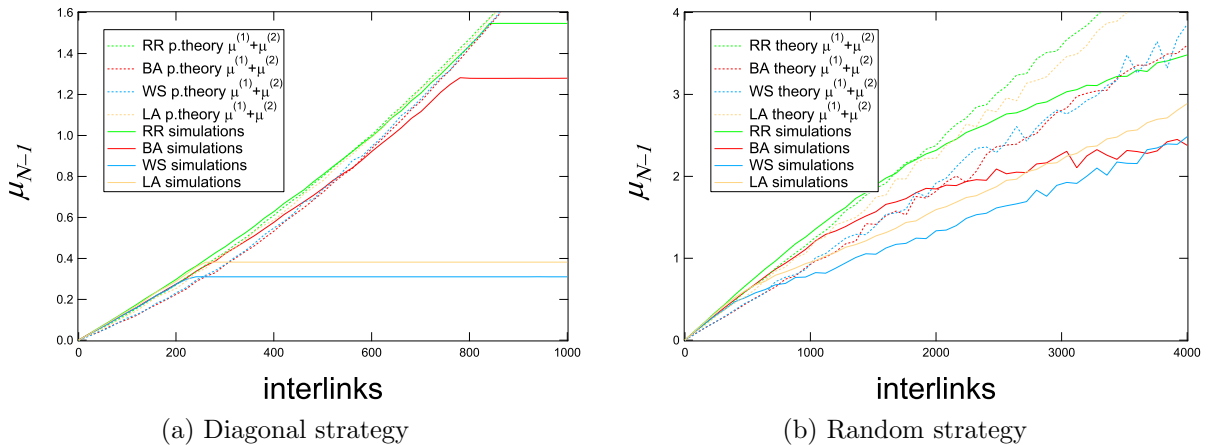 1.6
1.4
1.2
1.0
0.8
0.6
0.4
0.2
0.0
μN−1
RR p.theory μ(1)+μ(2)
BA p.theory μ(1)+μ(2)
WS p.theory μ(1)+μ(2)
LA p.theory μ(1)+μ(2)
RR simulations
BA simulations
WS simulations
LA simulations
0 200 400 600 800 1000
interlinks
(a) Diagonal strategy
4
3
2
1
0
μN−1
RR theory μ(1)+μ(2)
BA theory μ(1)+μ(2)
WS theory μ(1)+μ(2)
LA theory μ(1)+μ(2)
RR simulations
BA simulations
WS simulations
LA simulations
0 1000 2000 3000 4000
interlinks
(b) Random strategy